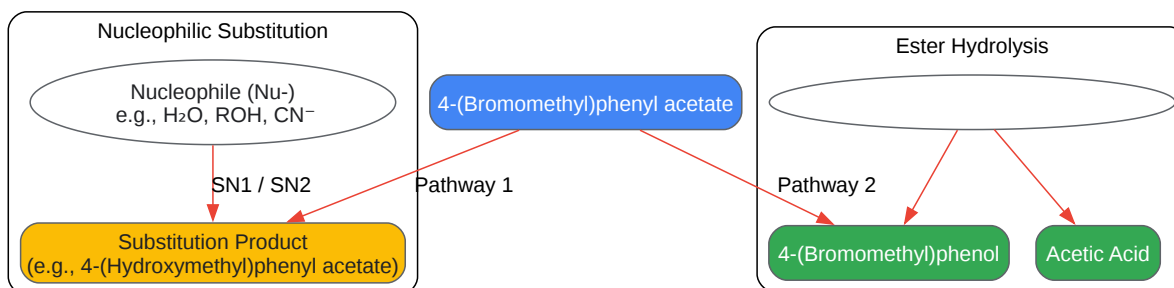 Nucleophilic Substitution
Nucleophile (Nu-)
e.g., H₂O, ROH, CN⁻
SN1 / SN2
Substitution Product
(e.g., 4-(Hydroxymethyl)phenyl acetate)
4-(Bromomethyl)phenyl acetate
Pathway 1
Pathway 2
Ester Hydrolysis
4-(Bromomethyl)phenol
Acetic Acid